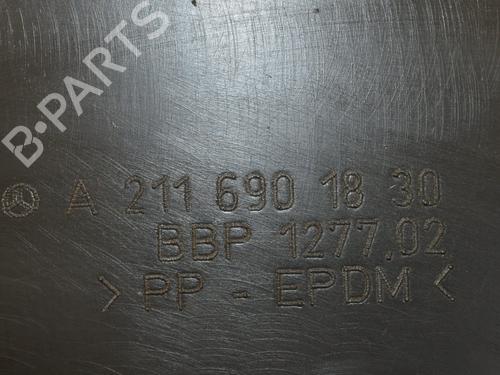 B-PARTS
A 211 690 18 30
BBP 1277,02
> PP - EPDM <